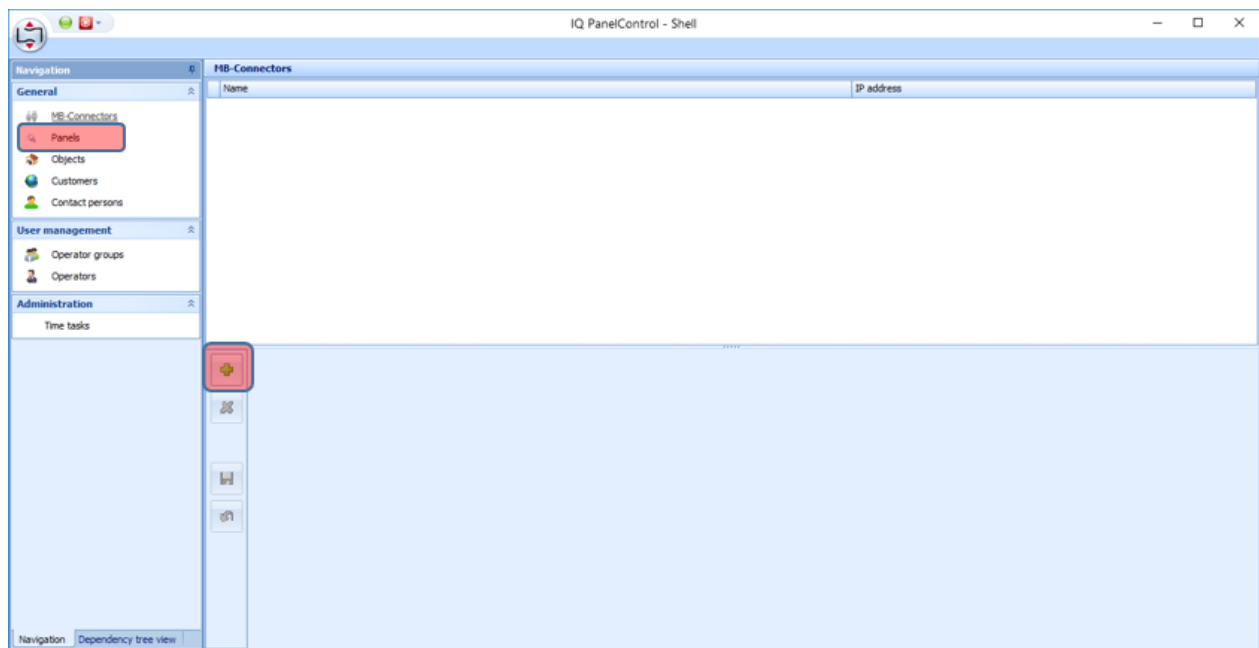 IQ PanelControl - Shell
Navigation
MB-Connectors
General
Name
IP address
MB-Connectors
Panels
Objects
Customers
Contact persons
User management
Operator groups
Operators
Administration
Time tasks
Navigation
Dependency tree view